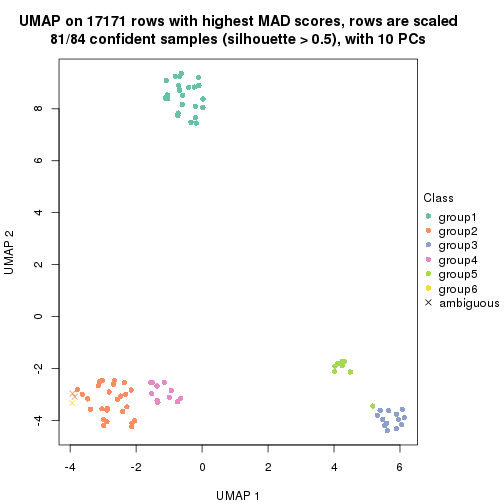 UMAP on 17171 rows with highest MAD scores, rows are scaled
81/84 confident samples (silhouette > 0.5), with 10 PCs
8
6
4
2
0
-2
-4
UMAP 2
-4
-2
0
2
4
6
UMAP 1
Class
group1
group2
group3
group4
group5
group6
ambiguous